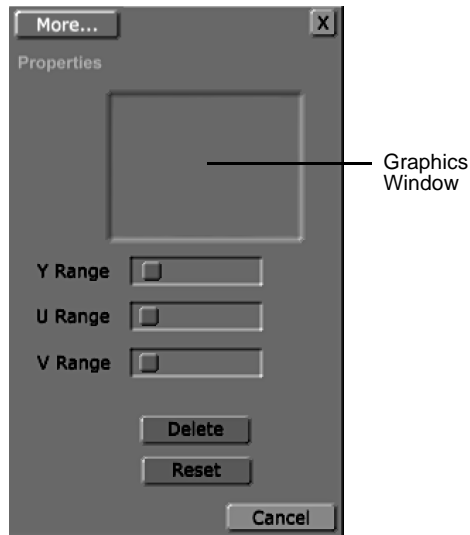 More...
X
Properties
Graphics
Window
Y Range
U Range
V Range
Delete
Reset
Cancel